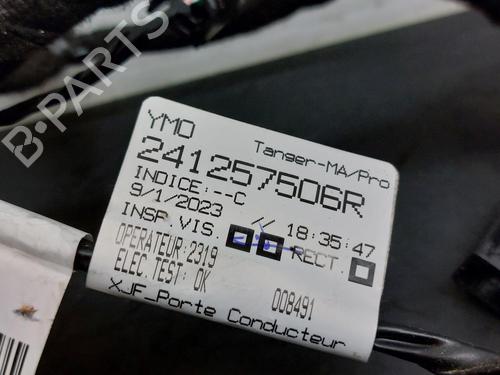 B-PARTS
YMO Tanger-MA/Pro
241257506R
INDICE:--C
9/1/2023 18:35:47
INSP.VIS. RECT.
OPERATEUR:2319
ELEC.TEST: OK 008491
XJF_Porte Conducteur